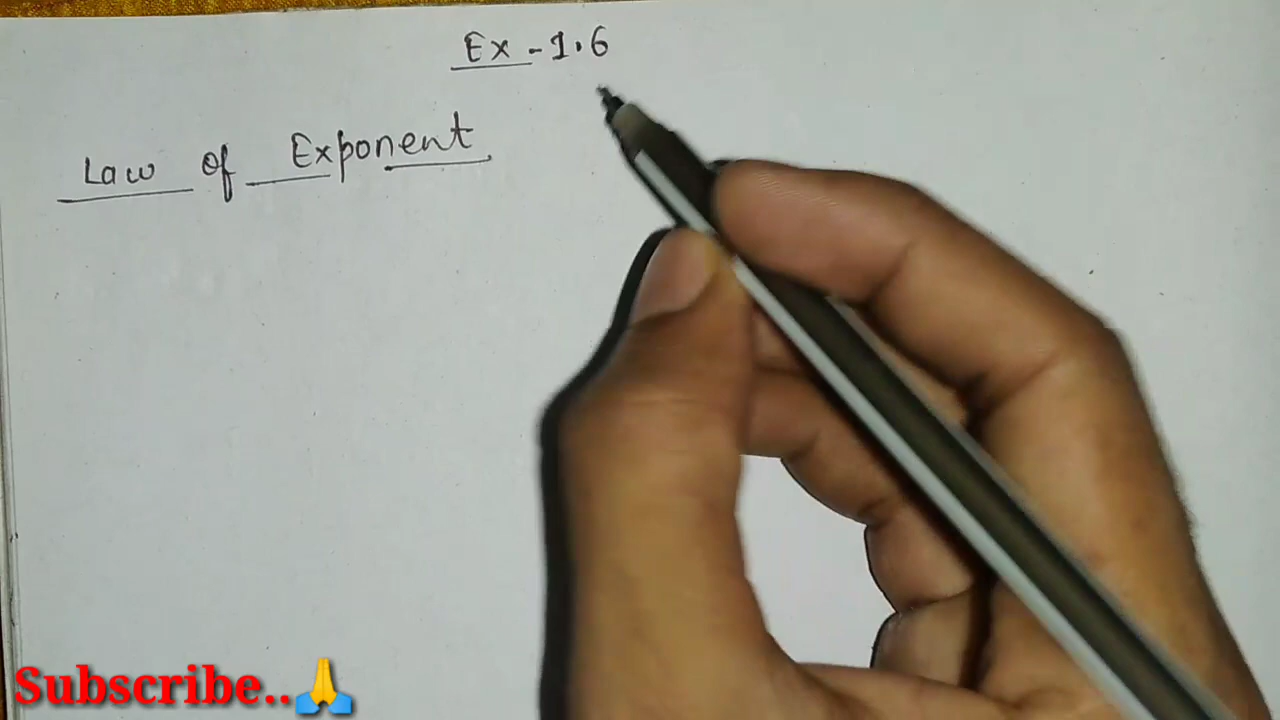 Ex - 1.6
Law of Exponent
Subscribe..🙏